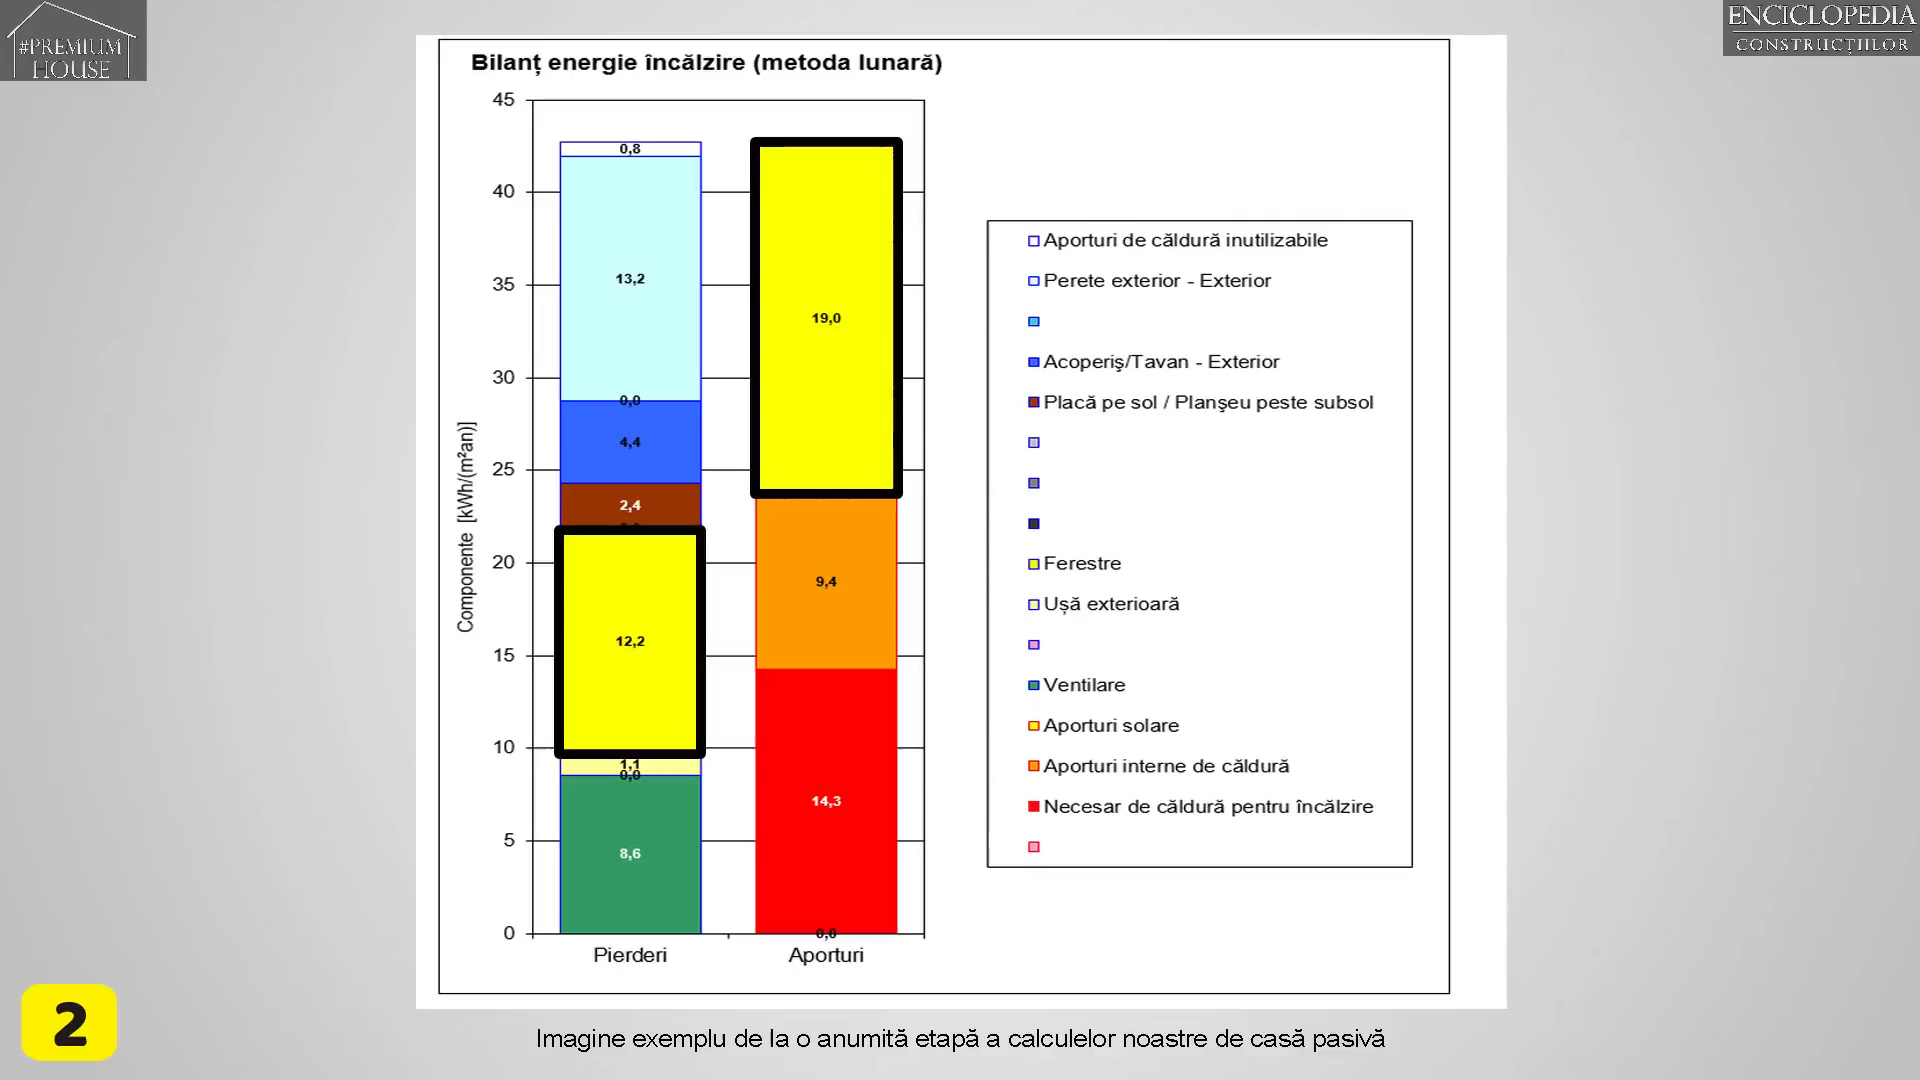 #PREMIUM
HOUSE
ENCICLOPEDIA
CONSTRUCȚIILOR
Bilanț energie încălzire (metoda lunară)
Componente [kWh/(m²an)]
45
40
35
30
25
20
15
10
5
0
0,8
13,2
0,0
4,4
2,4
12,2
1,1
0,0
8,6
19,0
9,4
14,3
0,0
Pierderi
Aporturi
Aporturi de căldură inutilizabile
Perete exterior - Exterior
Acoperiş/Tavan - Exterior
Placă pe sol / Planşeu peste subsol
Ferestre
Ușă exterioară
Ventilare
Aporturi solare
Aporturi interne de căldură
Necesar de căldură pentru încălzire
2
Imagine exemplu de la o anumită etapă a calculelor noastre de casă pasivă